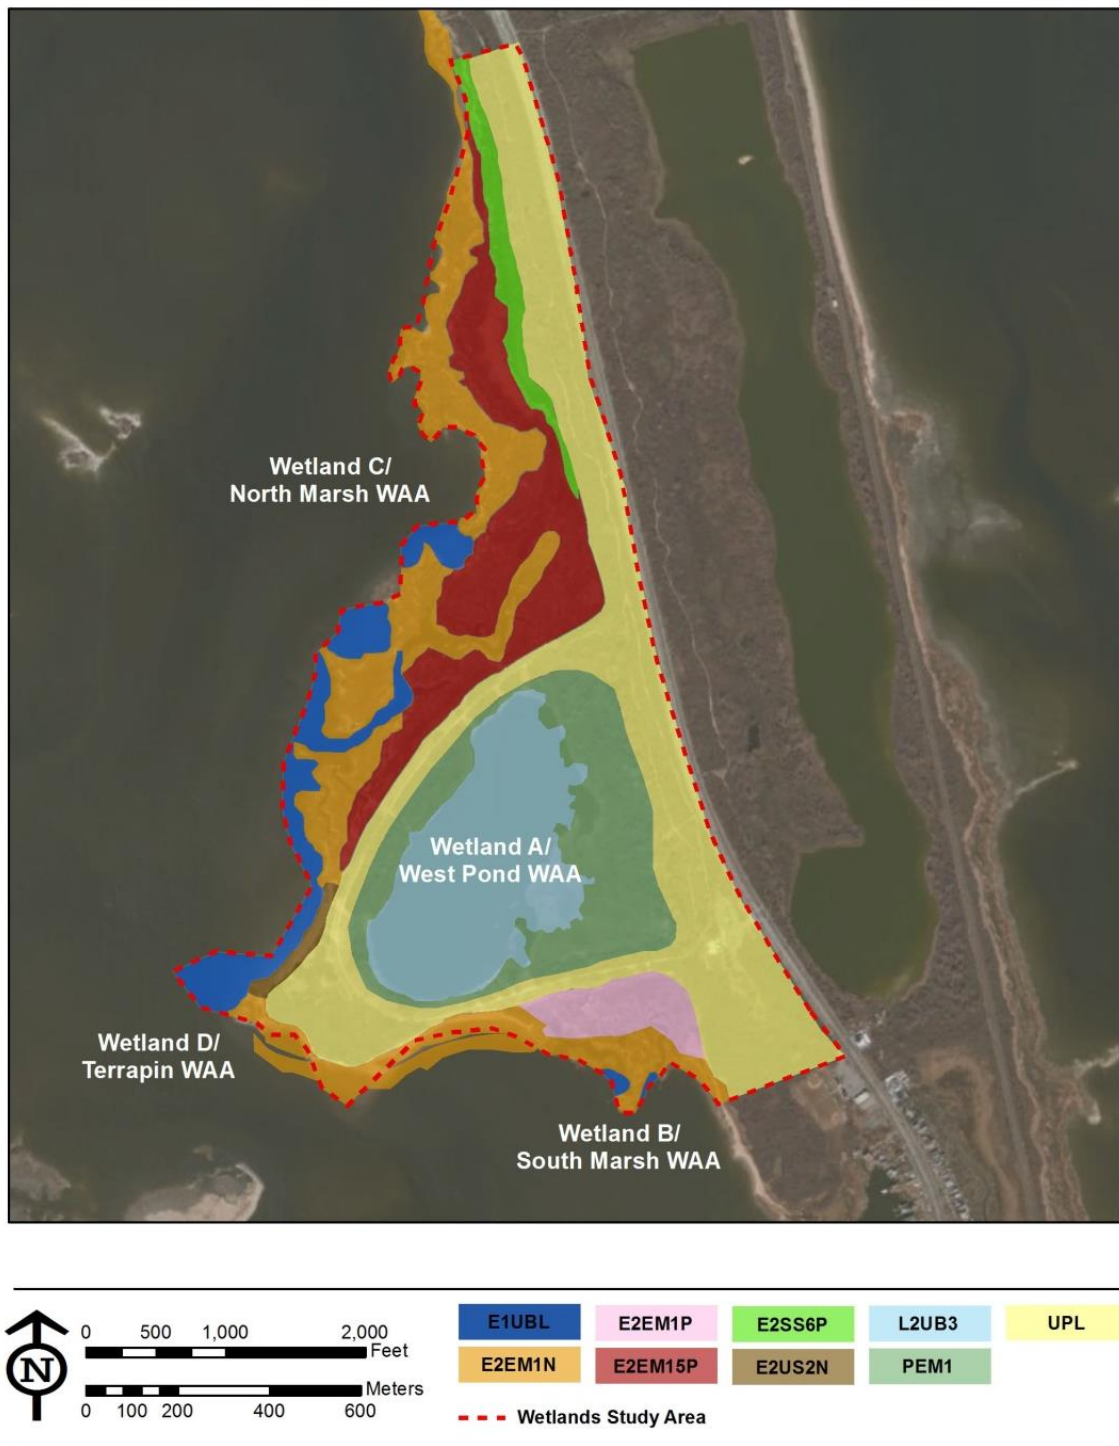 Wetland C/
North Marsh WAA
Wetland A/
West Pond WAA
Wetland D/
Terrapin WAA
Wetland B/
South Marsh WAA
N
0 500 1,000 2,000
Feet
Meters
0 100 200 400 600
E1UBL E2EM1P E2SS6P L2UB3 UPL
E2EM1N E2EM15P E2US2N PEM1
Wetlands Study Area